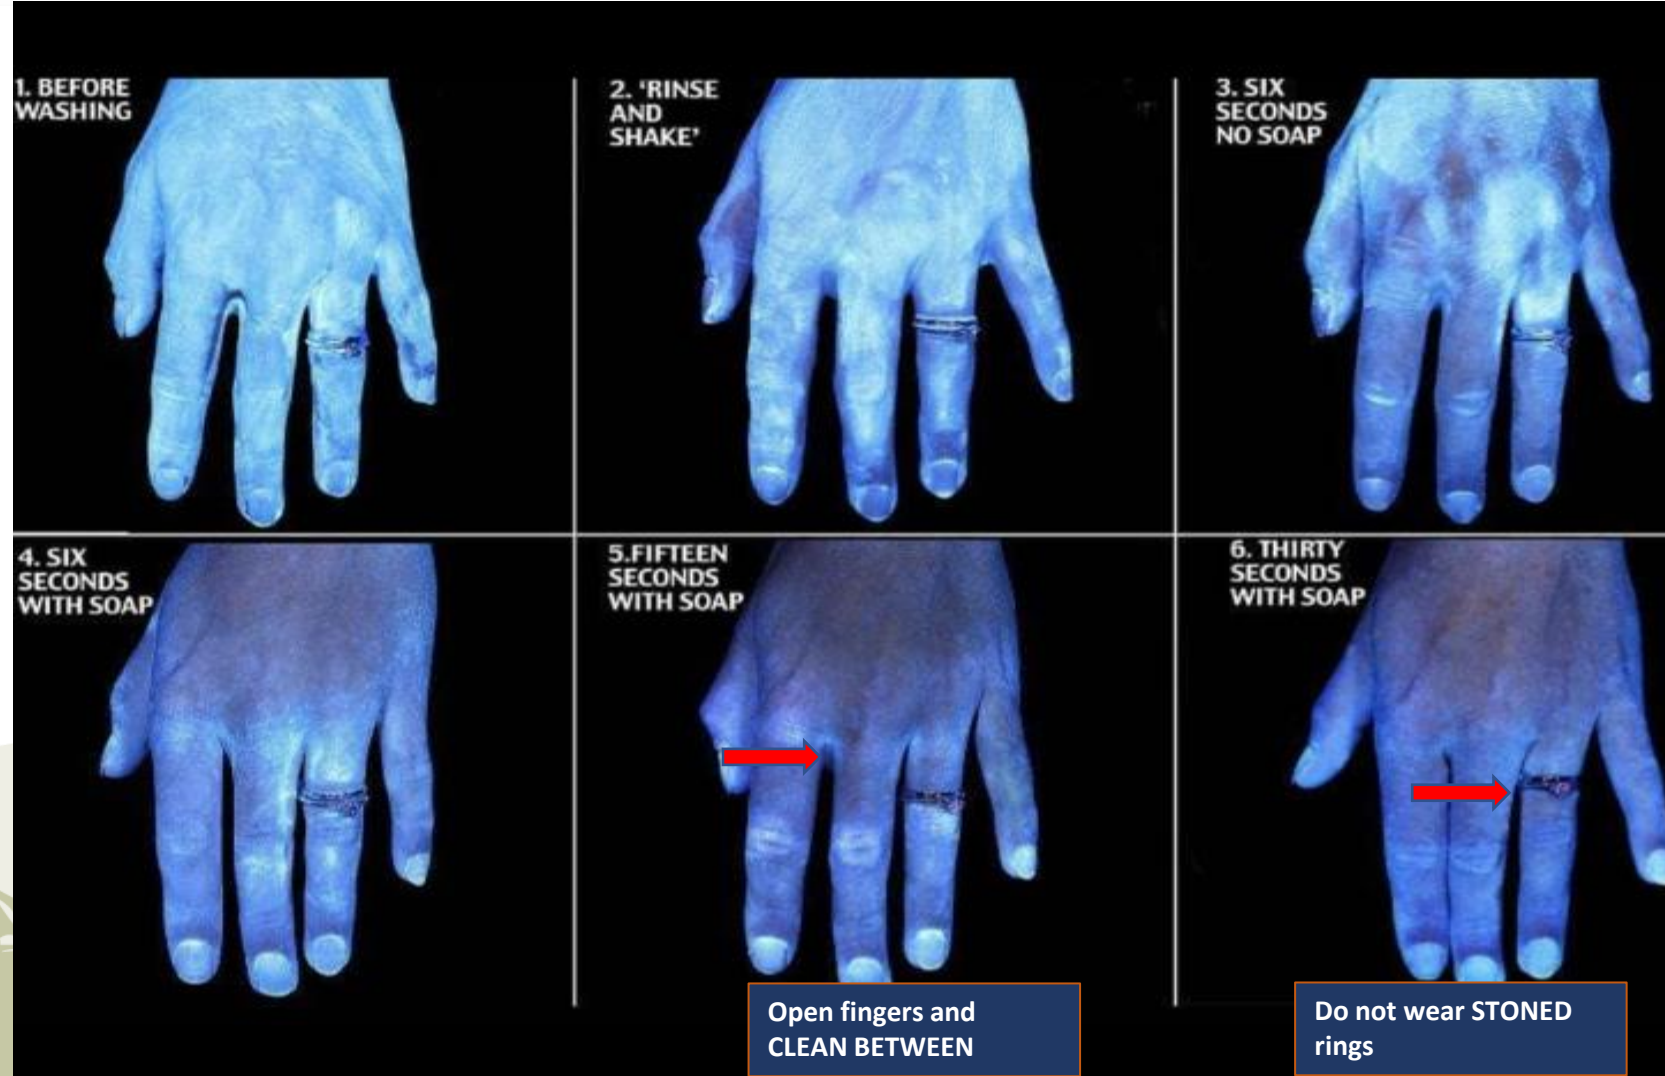 1. BEFORE
WASHING
2. ‘RINSE
AND
SHAKE’
3. SIX
SECONDS
NO SOAP
4. SIX
SECONDS
WITH SOAP
5.FIFTEEN
SECONDS
WITH SOAP
6. THIRTY
SECONDS
WITH SOAP
Open fingers and
CLEAN BETWEEN
Do not wear STONED
rings